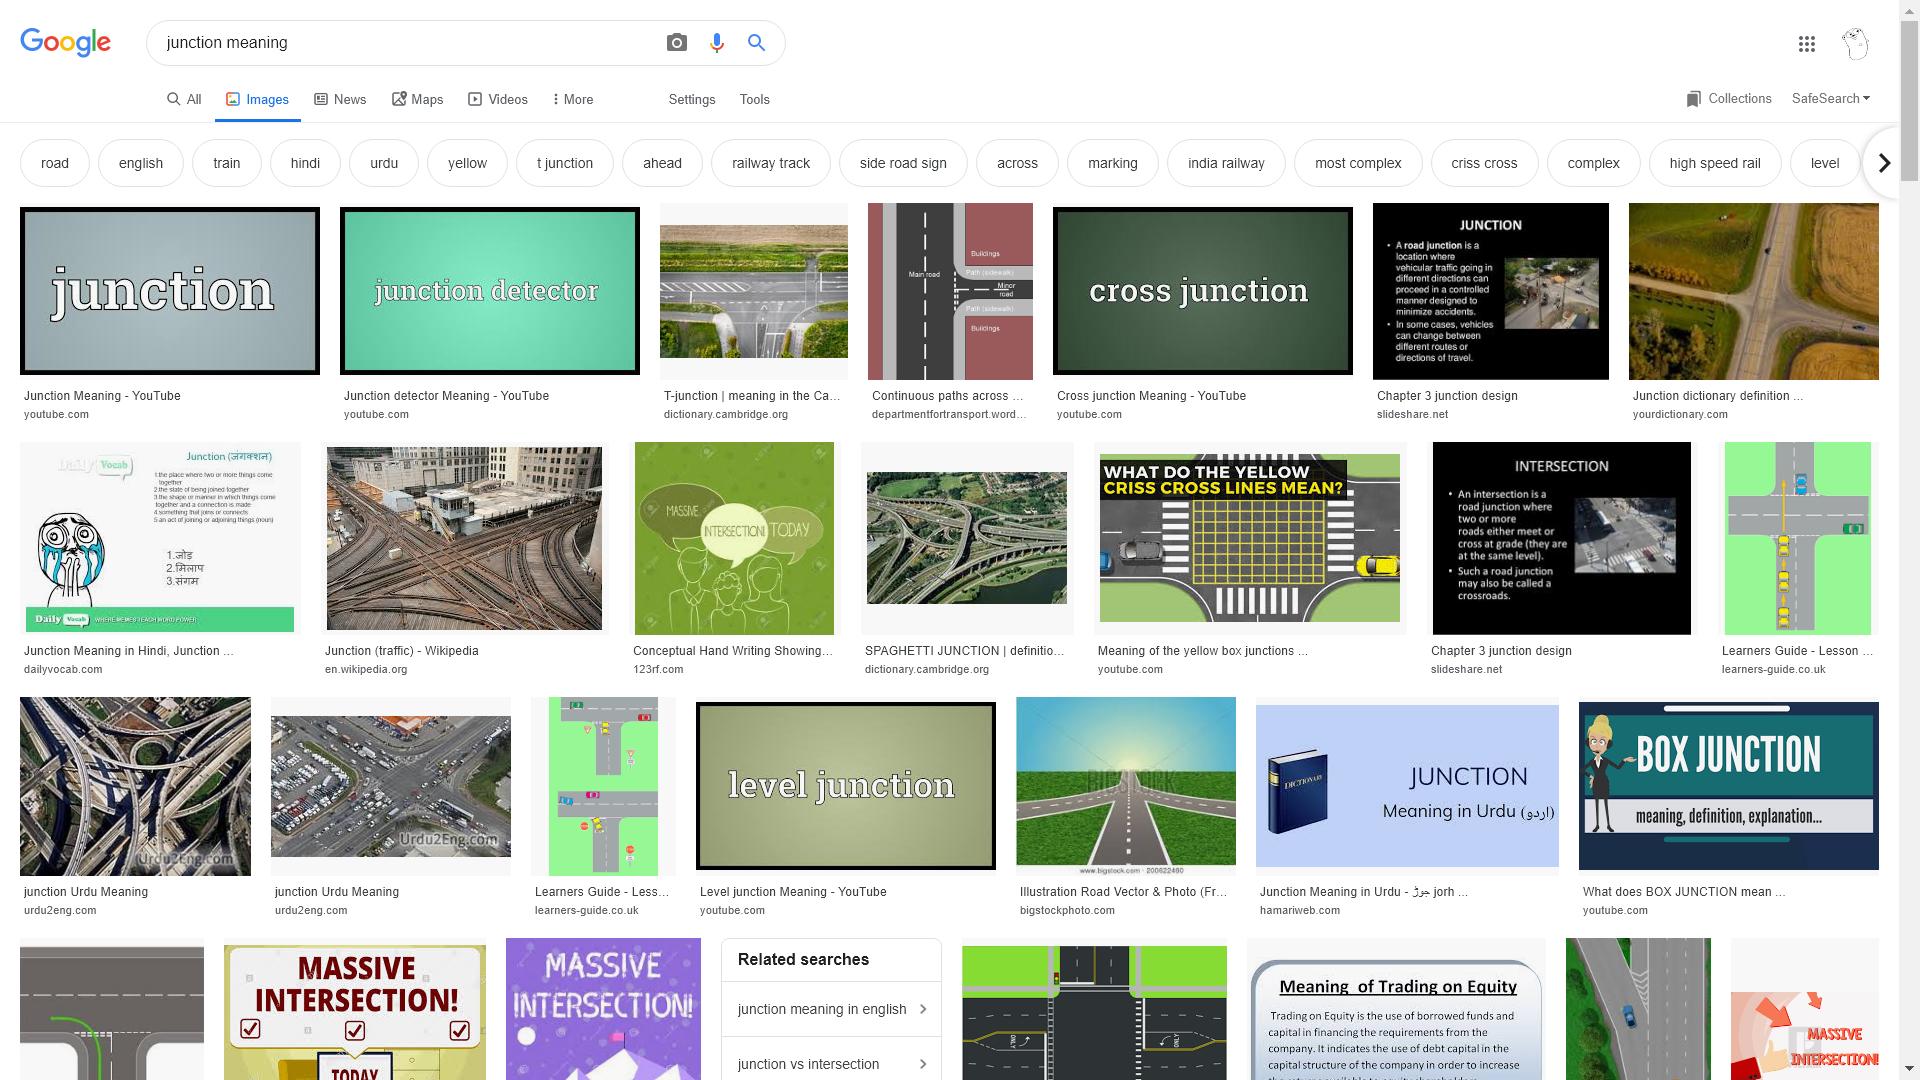 Google
junction meaning
All
Images
News
Maps
Videos
More
Settings
Tools
Collections
SafeSearch
road
english
train
hindi
urdu
yellow
t junction
ahead
railway track
side road sign
across
marking
india railway
most complex
criss cross
complex
high speed rail
level
junction
junction detector
Main road
Buildings
Path (sidewalk)
Minor
road
Path (sidewalk)
Buildings
cross junction
JUNCTION
• A road junction is a
location where
vehicular traffic going in
different directions can
proceed in a controlled
manner designed to
minimize accidents.
• In some cases, vehicles
can change between
different routes or
directions of travel.
Junction Meaning - YouTube
youtube.com
Junction detector Meaning - YouTube
youtube.com
T-junction | meaning in the Ca...
dictionary.cambridge.org
Continuous paths across ...
departmentfortransport.word...
Cross junction Meaning - YouTube
youtube.com
Chapter 3 junction design
slideshare.net
Junction dictionary definition ...
yourdictionary.com
Daily Vocab
Junction (जंगक्शन)
1.the place where two or more things come
together
2.the state of being joined together
3.the shape or manner in which things come
together and a connection is made
4.something that joins or connects
5.an act of joining or adjoining things (noun)
1.जोड
2.मिलाप
3.संगम
Daily Vocab WHERE MEMES TEACH WORD POWER
MASSIVE
INTERSECTION!
TODAY
WHAT DO THE YELLOW
CRISS CROSS LINES MEAN?
INTERSECTION
• An intersection is a
road junction where
two or more
roads either meet or
cross at grade (they are
at the same level).
• Such a road junction
may also be called a
crossroads.
Junction Meaning in Hindi, Junction ...
dailyvocab.com
Junction (traffic) - Wikipedia
en.wikipedia.org
Conceptual Hand Writing Showing...
123rf.com
SPAGHETTI JUNCTION | definitio...
dictionary.cambridge.org
Meaning of the yellow box junctions ...
youtube.com
Chapter 3 junction design
slideshare.net
Learners Guide - Lesson ...
learners-guide.co.uk
Urdu2Eng.com
Urdu2Eng.com
level junction
BIGSTOCK
www.bigstock.com · 200622460
DICTIONARY
JUNCTION
Meaning in Urdu (اردو)
BOX JUNCTION
meaning, definition, explanation...
junction Urdu Meaning
urdu2eng.com
junction Urdu Meaning
urdu2eng.com
Learners Guide - Less...
learners-guide.co.uk
Level junction Meaning - YouTube
youtube.com
Illustration Road Vector & Photo (Fr...
bigstockphoto.com
Junction Meaning in Urdu - جوڑ jorh ...
hamariweb.com
What does BOX JUNCTION mean ...
youtube.com
MASSIVE
INTERSECTION!
TODAY
MASSIVE
INTERSECTION!
Related searches
junction meaning in english
junction vs intersection
ONLY
ONLY
Meaning of Trading on Equity
Trading on Equity is the use of borrowed funds and
capital in financing the requirements from the
company. It indicates the use of debt capital in the
capital structure of the company in order to increase
MASSIVE
INTERSECTION!